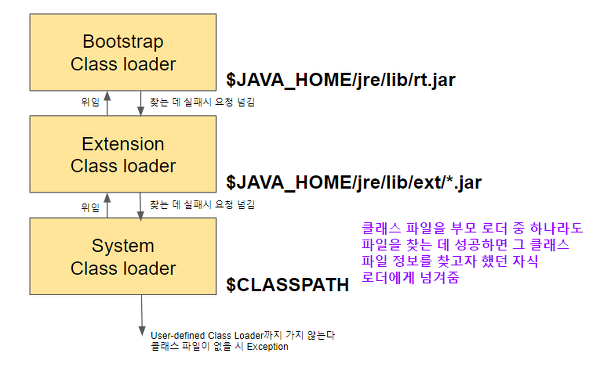 Bootstrap
Class loader
$JAVA_HOME/jre/lib/rt.jar
위임
찾는 데 실패시 요청 넘김
Extension
Class loader
$JAVA_HOME/jre/lib/ext/*.jar
위임
찾는 데 실패시 요청 넘김
System
Class loader
$CLASSPATH
클래스 파일을 부모 로더 중 하나라도
파일을 찾는 데 성공하면 그 클래스
파일 정보를 찾고자 했던 자식
로더에게 넘겨줌
User-defined Class Loader까지 가지 않는다
클래스 파일이 없을 시 Exception